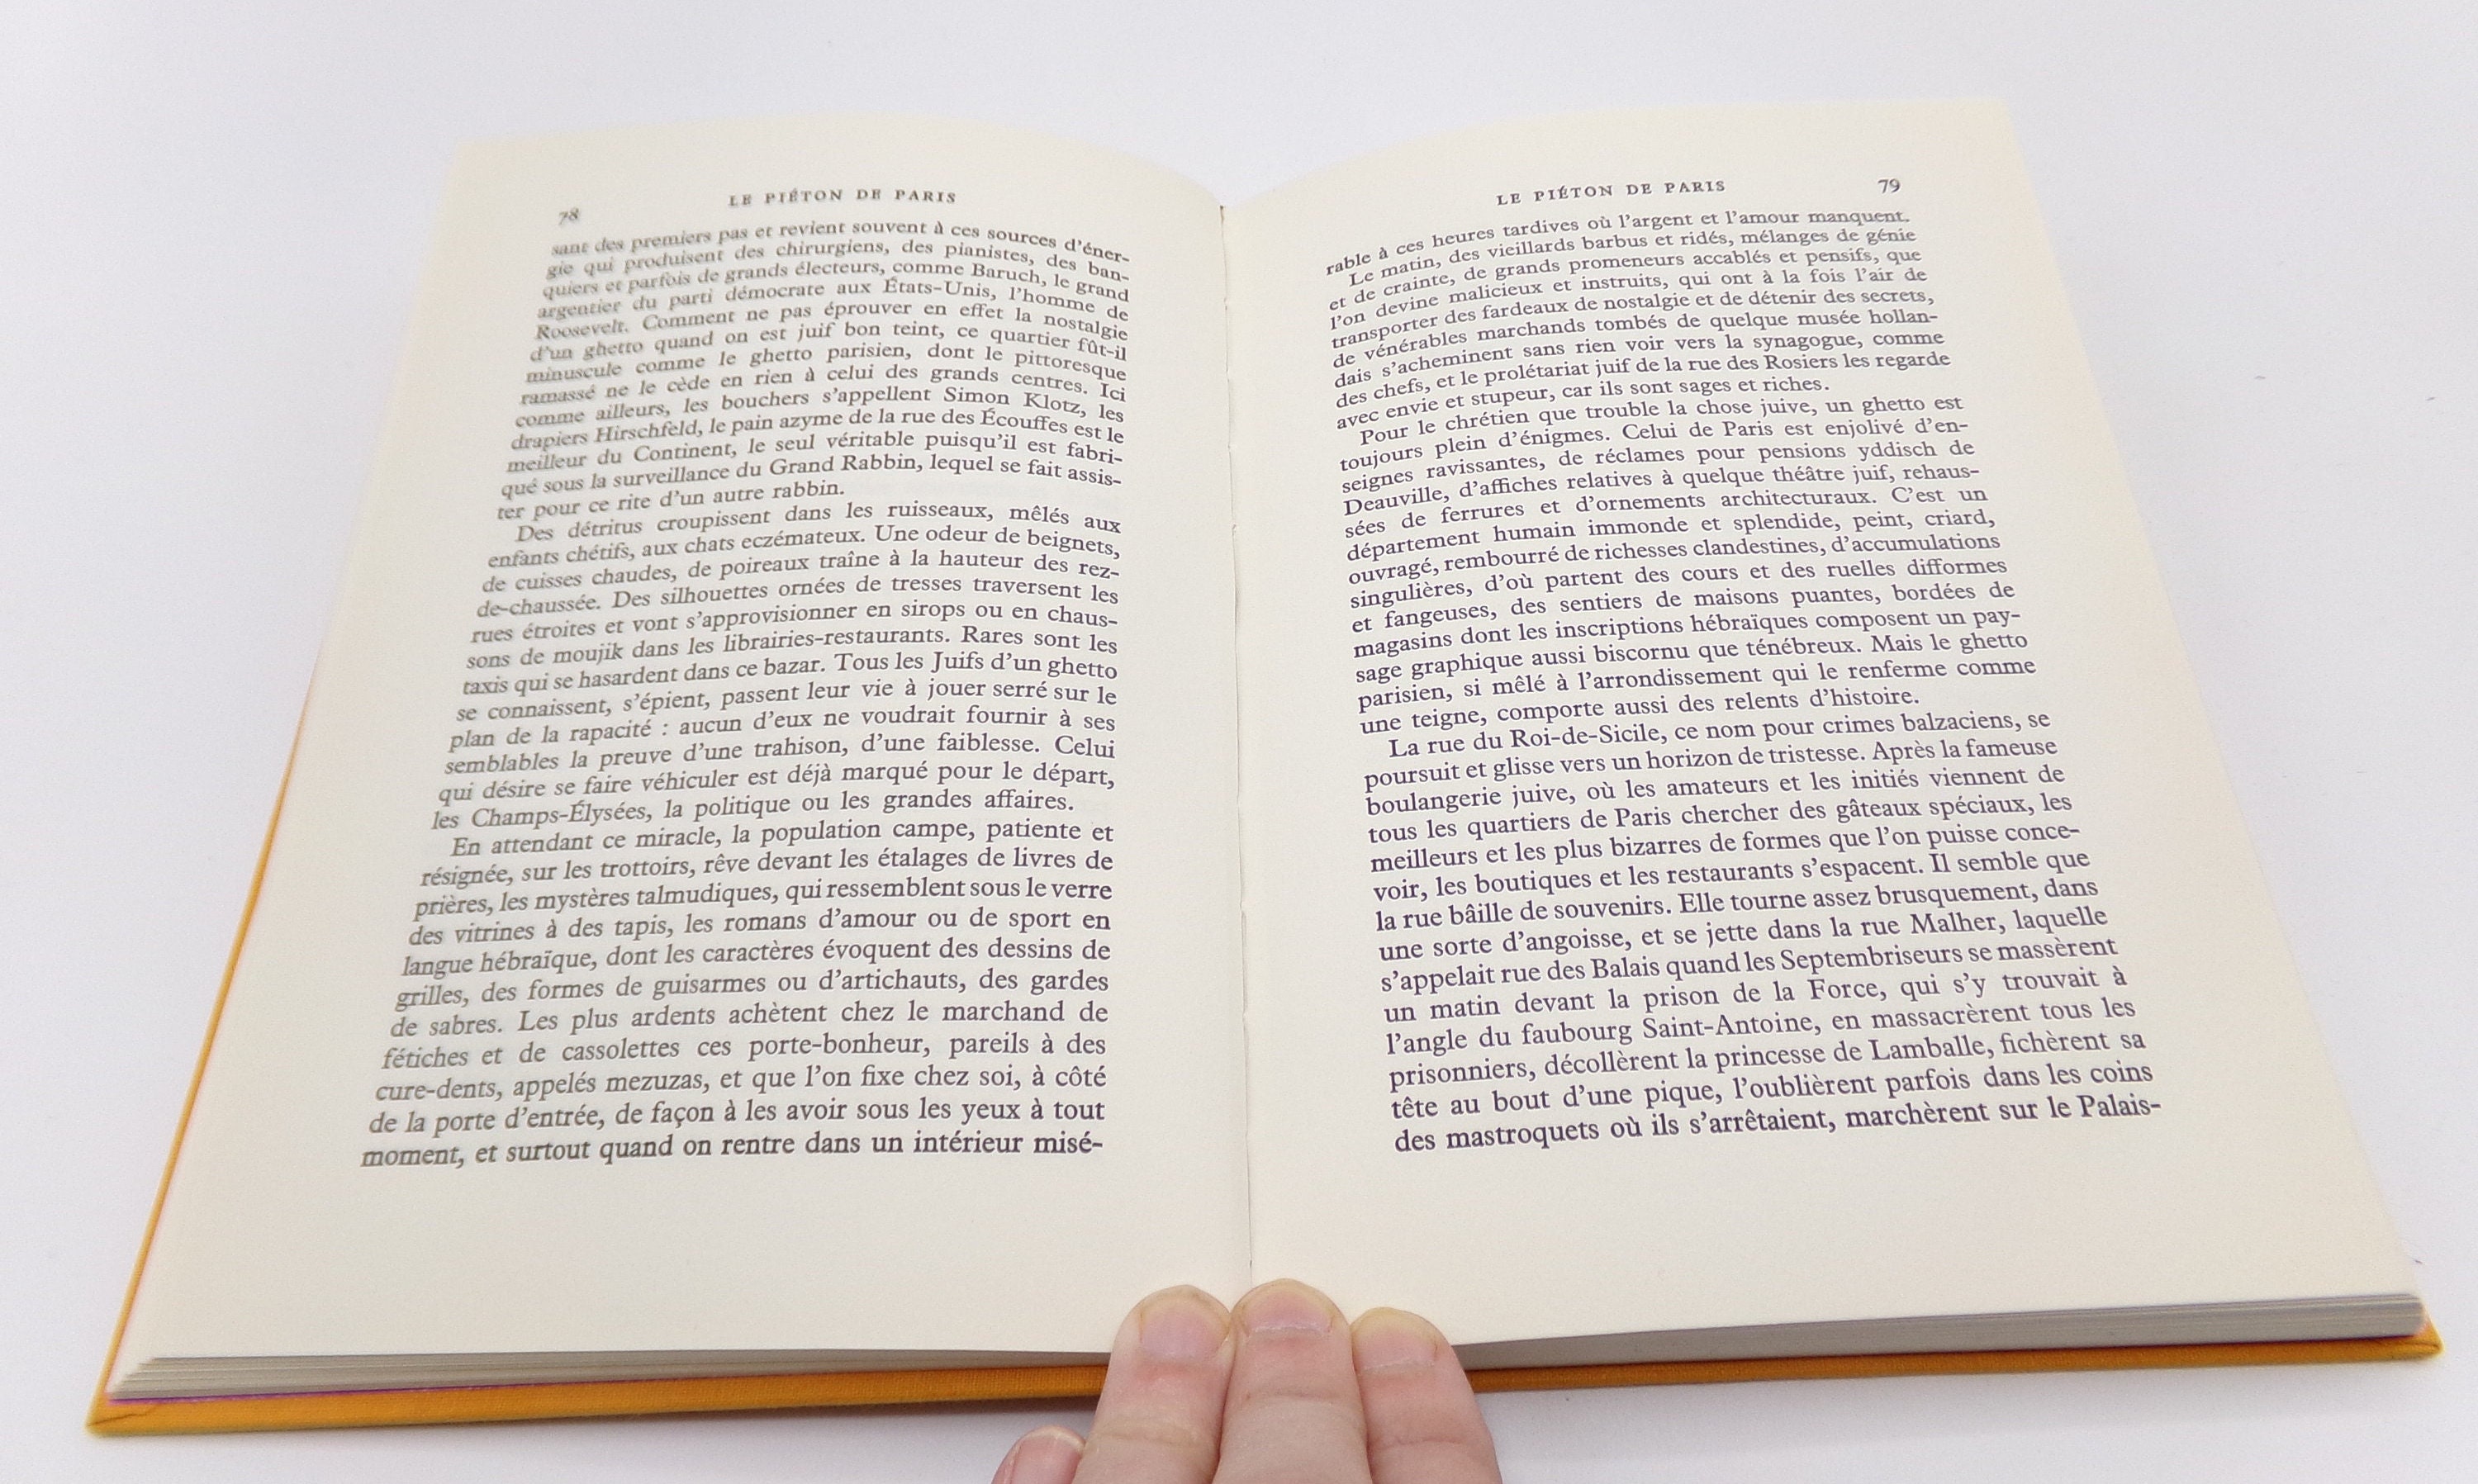 78
LE PIÉTON DE PARIS
sant des premiers pas et revient souvent à ces sources d'éner-
gie qui produisent des chirurgiens, des pianistes, des ban-
quiers et parfois de grands électeurs, comme Baruch, le grand
argentier du parti démocrate aux États-Unis, l'homme de
Roosevelt. Comment ne pas éprouver en effet la nostalgie
d'un ghetto quand on est juif bon teint, ce quartier fût-il
minuscule comme le ghetto parisien, dont le pittoresque
ramassé ne le cède en rien à celui des grands centres. Ici
comme ailleurs, les bouchers s'appellent Simon Klotz, les
drapiers Hirschfeld, le pain azyme de la rue des Écouffes est le
meilleur du Continent, le seul véritable puisqu'il est fabri-
qué sous la surveillance du Grand Rabbin, lequel se fait assis-
ter pour ce rite d'un autre rabbin.
Des détritus croupissent dans les ruisseaux, mêlés aux
enfants chétifs, aux chats eczémateux. Une odeur de beignets,
de cuisses chaudes, de poireaux traîne à la hauteur des rez-
de-chaussée. Des silhouettes ornées de tresses traversent les
rues étroites et vont s'approvisionner en sirops ou en chaus-
sons de moujik dans les librairies-restaurants. Rares sont les
taxis qui se hasardent dans ce bazar. Tous les Juifs d'un ghetto
se connaissent, s'épient, passent leur vie à jouer serré sur le
plan de la rapacité : aucun d'eux ne voudrait fournir à ses
semblables la preuve d'une trahison, d'une faiblesse. Celui
qui désire se faire véhiculer est déjà marqué pour le départ,
les Champs-Élysées, la politique ou les grandes affaires.
En attendant ce miracle, la population campe, patiente et
résignée, sur les trottoirs, rêve devant les étalages de livres de
prières, les mystères talmudiques, qui ressemblent sous le verre
des vitrines à des tapis, les romans d'amour ou de sport en
langue hébraïque, dont les caractères évoquent des dessins de
grilles, des formes de guisarmes ou d'artichauts, des gardes
de sabres. Les plus ardents achètent chez le marchand de
fétiches et de cassolettes ces porte-bonheur, pareils à des
cure-dents, appelés mezuzas, et que l'on fixe chez soi, à côté
de la porte d'entrée, de façon à les avoir sous les yeux à tout
moment, et surtout quand on rentre dans un intérieur misé-
LE PIÉTON DE PARIS
79
rable à ces heures tardives où l'argent et l'amour manquent.
Le matin, des vieillards barbus et ridés, mélanges de génie
et de crainte, de grands promeneurs accablés et pensifs, que
l'on devine malicieux et instruits, qui ont à la fois l'air de
transporter des fardeaux de nostalgie et de détenir des secrets,
de vénérables marchands tombés de quelque musée hollan-
dais s'acheminent sans rien voir vers la synagogue, comme
des chefs, et le prolétariat juif de la rue des Rosiers les regarde
avec envie et stupeur, car ils sont sages et riches.
Pour le chrétien que trouble la chose juive, un ghetto est
toujours plein d'énigmes. Celui de Paris est enjolivé d'en-
seignes ravissantes, de réclames pour pensions yddisch de
Deauville, d'affiches relatives à quelque théâtre juif, rehaus-
sées de ferrures et d'ornements architecturaux. C'est un
département humain immonde et splendide, peint, criard,
ouvragé, rembourré de richesses clandestines, d'accumulations
singulières, d'où partent des cours et des ruelles difformes
et fangeuses, des sentiers de maisons puantes, bordées de
magasins dont les inscriptions hébraïques composent un pay-
sage graphique aussi biscornu que ténébreux. Mais le ghetto
parisien, si mêlé à l'arrondissement qui le renferme comme
une teigne, comporte aussi des relents d'histoire.
La rue du Roi-de-Sicile, ce nom pour crimes balzaciens, se
poursuit et glisse vers un horizon de tristesse. Après la fameuse
boulangerie juive, où les amateurs et les initiés viennent de
tous les quartiers de Paris chercher des gâteaux spéciaux, les
meilleurs et les plus bizarres de formes que l'on puisse conce-
voir, les boutiques et les restaurants s'espacent. Il semble que
la rue bâille de souvenirs. Elle tourne assez brusquement, dans
une sorte d'angoisse, et se jette dans la rue Malher, laquelle
s'appelait rue des Balais quand les Septembriseurs se massèrent
un matin devant la prison de la Force, qui s'y trouvait à
l'angle du faubourg Saint-Antoine, en massacrèrent tous les
prisonniers, décollèrent la princesse de Lamballe, fichèrent sa
tête au bout d'une pique, l'oublièrent parfois dans les coins
des mastroquets où ils s'arrêtaient, marchèrent sur le Palais-